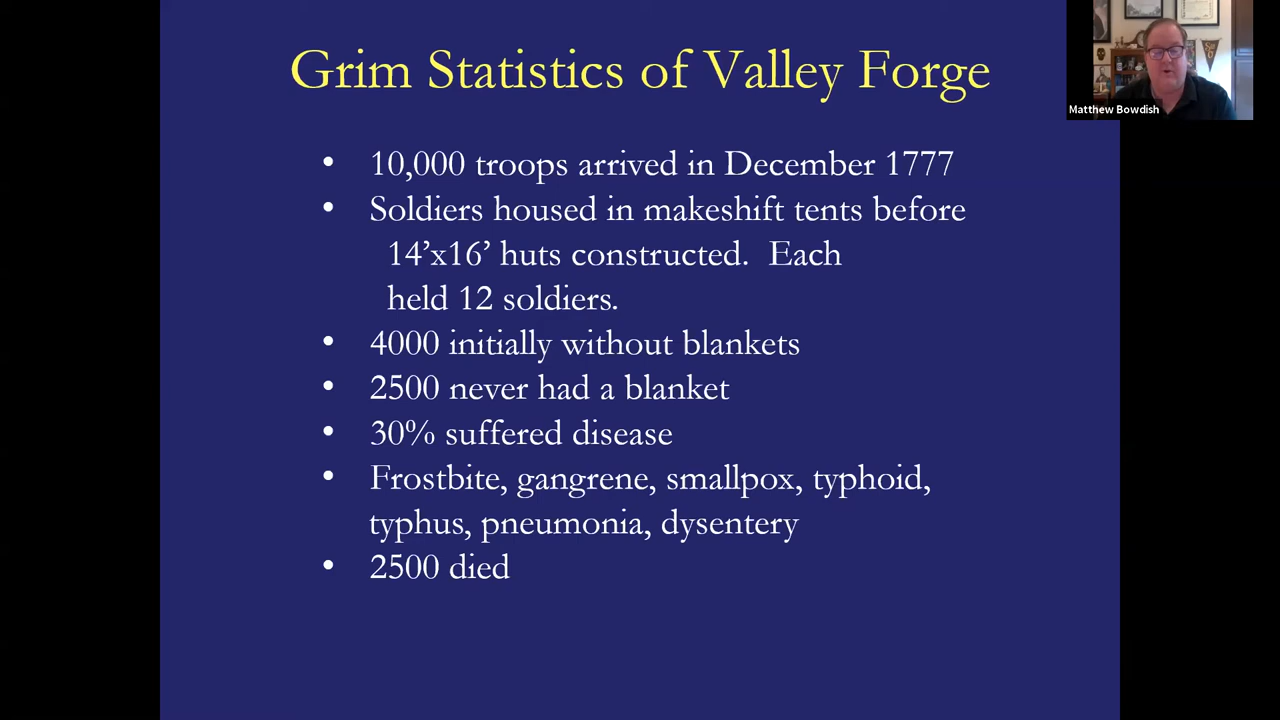 Grim Statistics of Valley Forge
• 10,000 troops arrived in December 1777
• Soldiers housed in makeshift tents before
14’x16’ huts constructed.  Each
held 12 soldiers.
• 4000 initially without blankets
• 2500 never had a blanket
• 30% suffered disease
• Frostbite, gangrene, smallpox, typhoid,
typhus, pneumonia, dysentery
• 2500 died
Matthew Bowdish